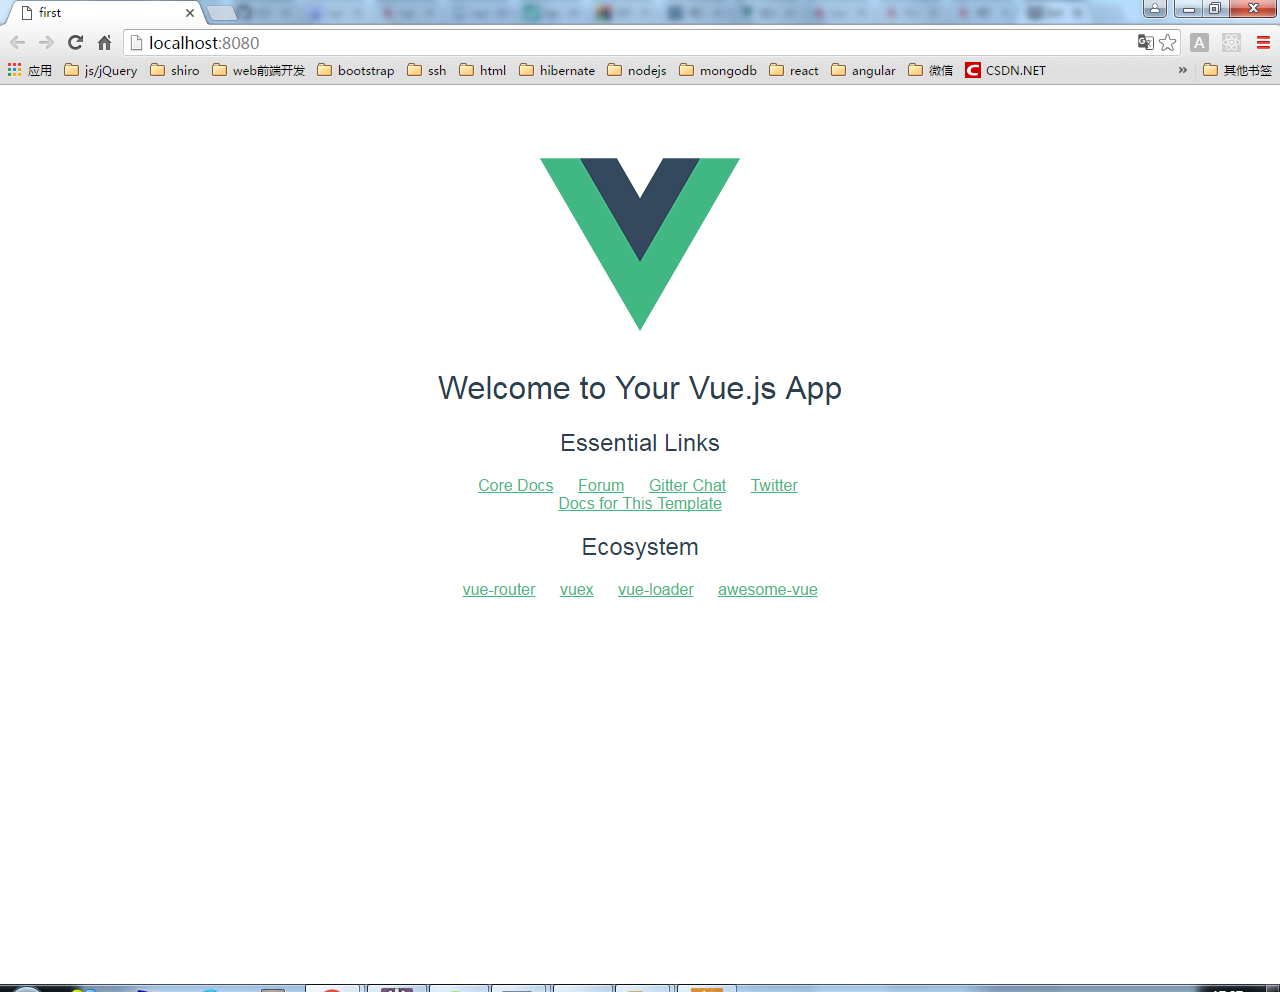 first
localhost:8080
应用 js/jQuery shiro web前端开发 bootstrap ssh html hibernate nodejs mongodb react angular 微信 CSDN.NET » 其他书签
Welcome to Your Vue.js App
Essential Links
Core Docs Forum Gitter Chat Twitter
Docs for This Template
Ecosystem
vue-router vuex vue-loader awesome-vue